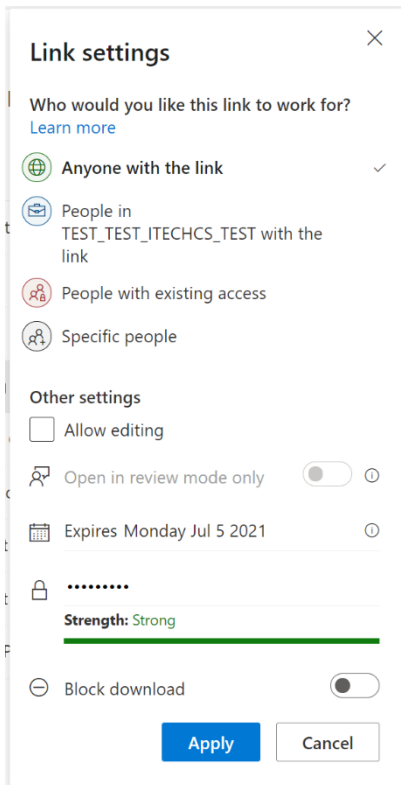 Link settings
Who would you like this link to work for?
Learn more
Anyone with the link
People in
TEST_TEST_ITECHCS_TEST with the
link
People with existing access
Specific people
Other settings
Allow editing
Open in review mode only
Expires Monday Jul 5 2021
•••••••••
Strength: Strong
Block download
Apply
Cancel